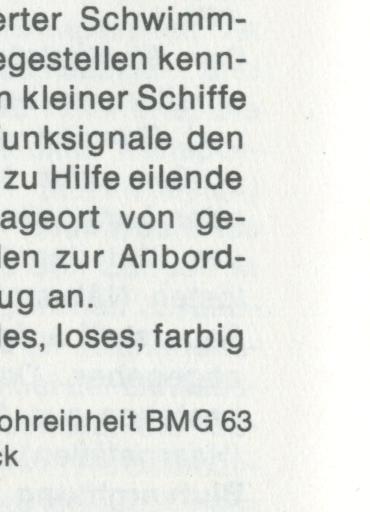 erter Schwimm-
egestellen kenn-
n kleiner Schiffe
unksignale den
zu Hilfe eilende
ageort von ge-
len zur Anbord-
ug an.
les, loses, farbig
ohreinheit BMG 63
ck